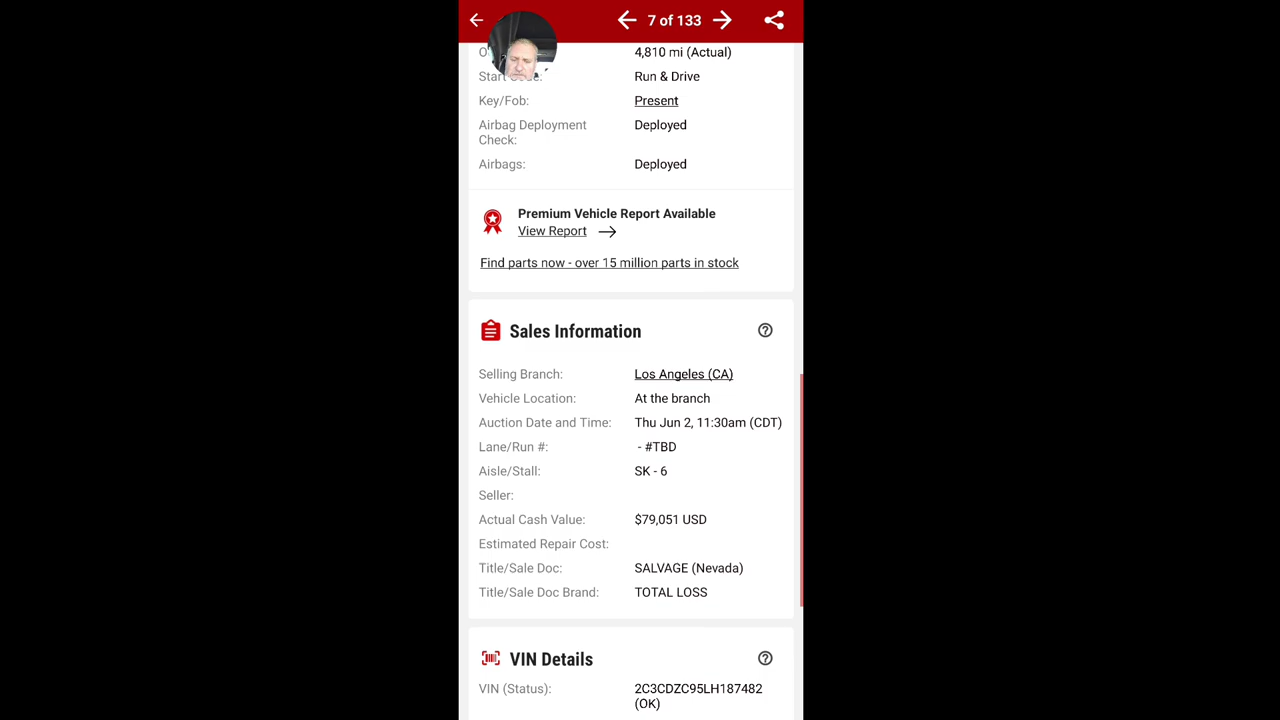 7 of 133
4,810 mi (Actual)
Run & Drive
Key/Fob: Present
Airbag Deployment Check: Deployed
Airbags: Deployed
Premium Vehicle Report Available
View Report
Find parts now - over 15 million parts in stock
Sales Information
Selling Branch: Los Angeles (CA)
Vehicle Location: At the branch
Auction Date and Time: Thu Jun 2, 11:30am (CDT)
Lane/Run #: - #TBD
Aisle/Stall: SK - 6
Seller:
Actual Cash Value: $79,051 USD
Estimated Repair Cost:
Title/Sale Doc: SALVAGE (Nevada)
Title/Sale Doc Brand: TOTAL LOSS
VIN Details
VIN (Status): 2C3CDZC95LH187482
(OK)